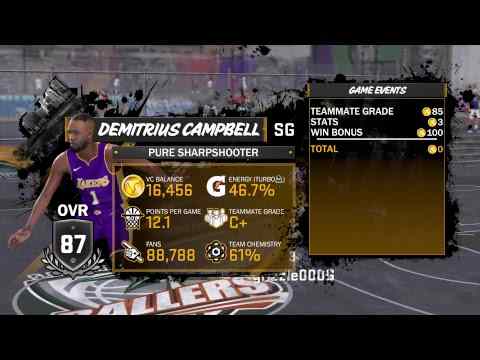 GAME EVENTS
DEMITRIUS CAMPBELL SG
PURE SHARPSHOOTER
TEAMMATE GRADE 85
STATS 3
WIN BONUS 100
TOTAL 0
VC BALANCE
16,456
ENERGY (TURBO)
46.7%
POINTS PER GAME
12.1
TEAMMATE GRADE
C+
FANS
88,788
TEAM CHEMISTRY
61%
OVR
87
LAKERS
1
BALLERS